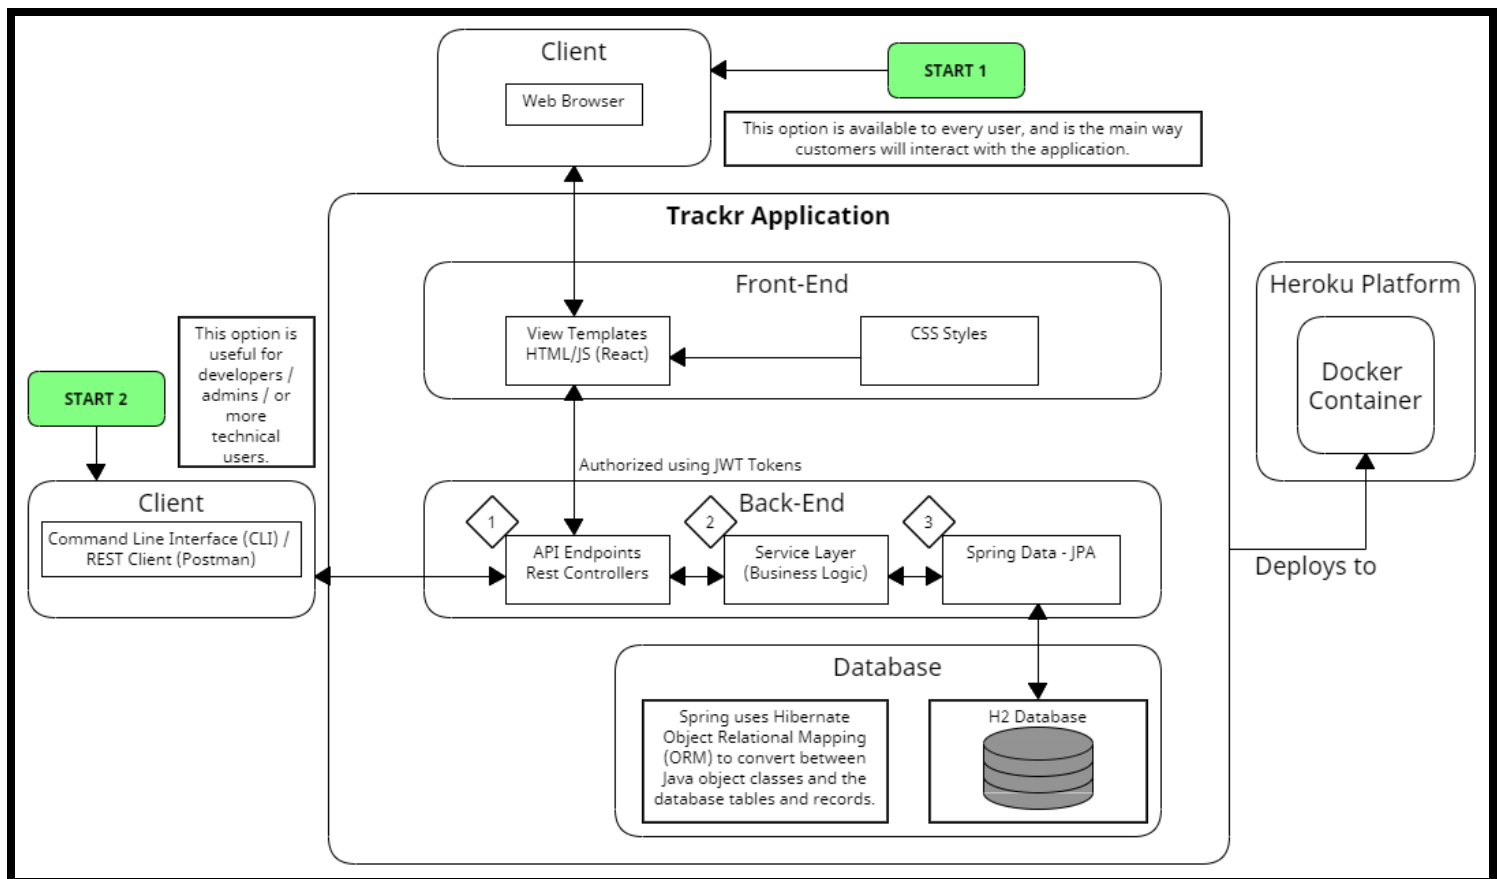 Client
Web Browser
START 1
This option is available to every user, and is the main way
customers will interact with the application.
Trackr Application
Front-End
View Templates
HTML/JS (React)
CSS Styles
Heroku Platform
Docker
Container
Deploys to
This option is
useful for
developers /
admins / or
more
technical
users.
START 2
Client
Command Line Interface (CLI) /
REST Client (Postman)
Authorized using JWT Tokens
Back-End
1
API Endpoints
Rest Controllers
2
Service Layer
(Business Logic)
3
Spring Data - JPA
Database
Spring uses Hibernate
Object Relational Mapping
(ORM) to convert between
Java object classes and the
database tables and records.
H2 Database